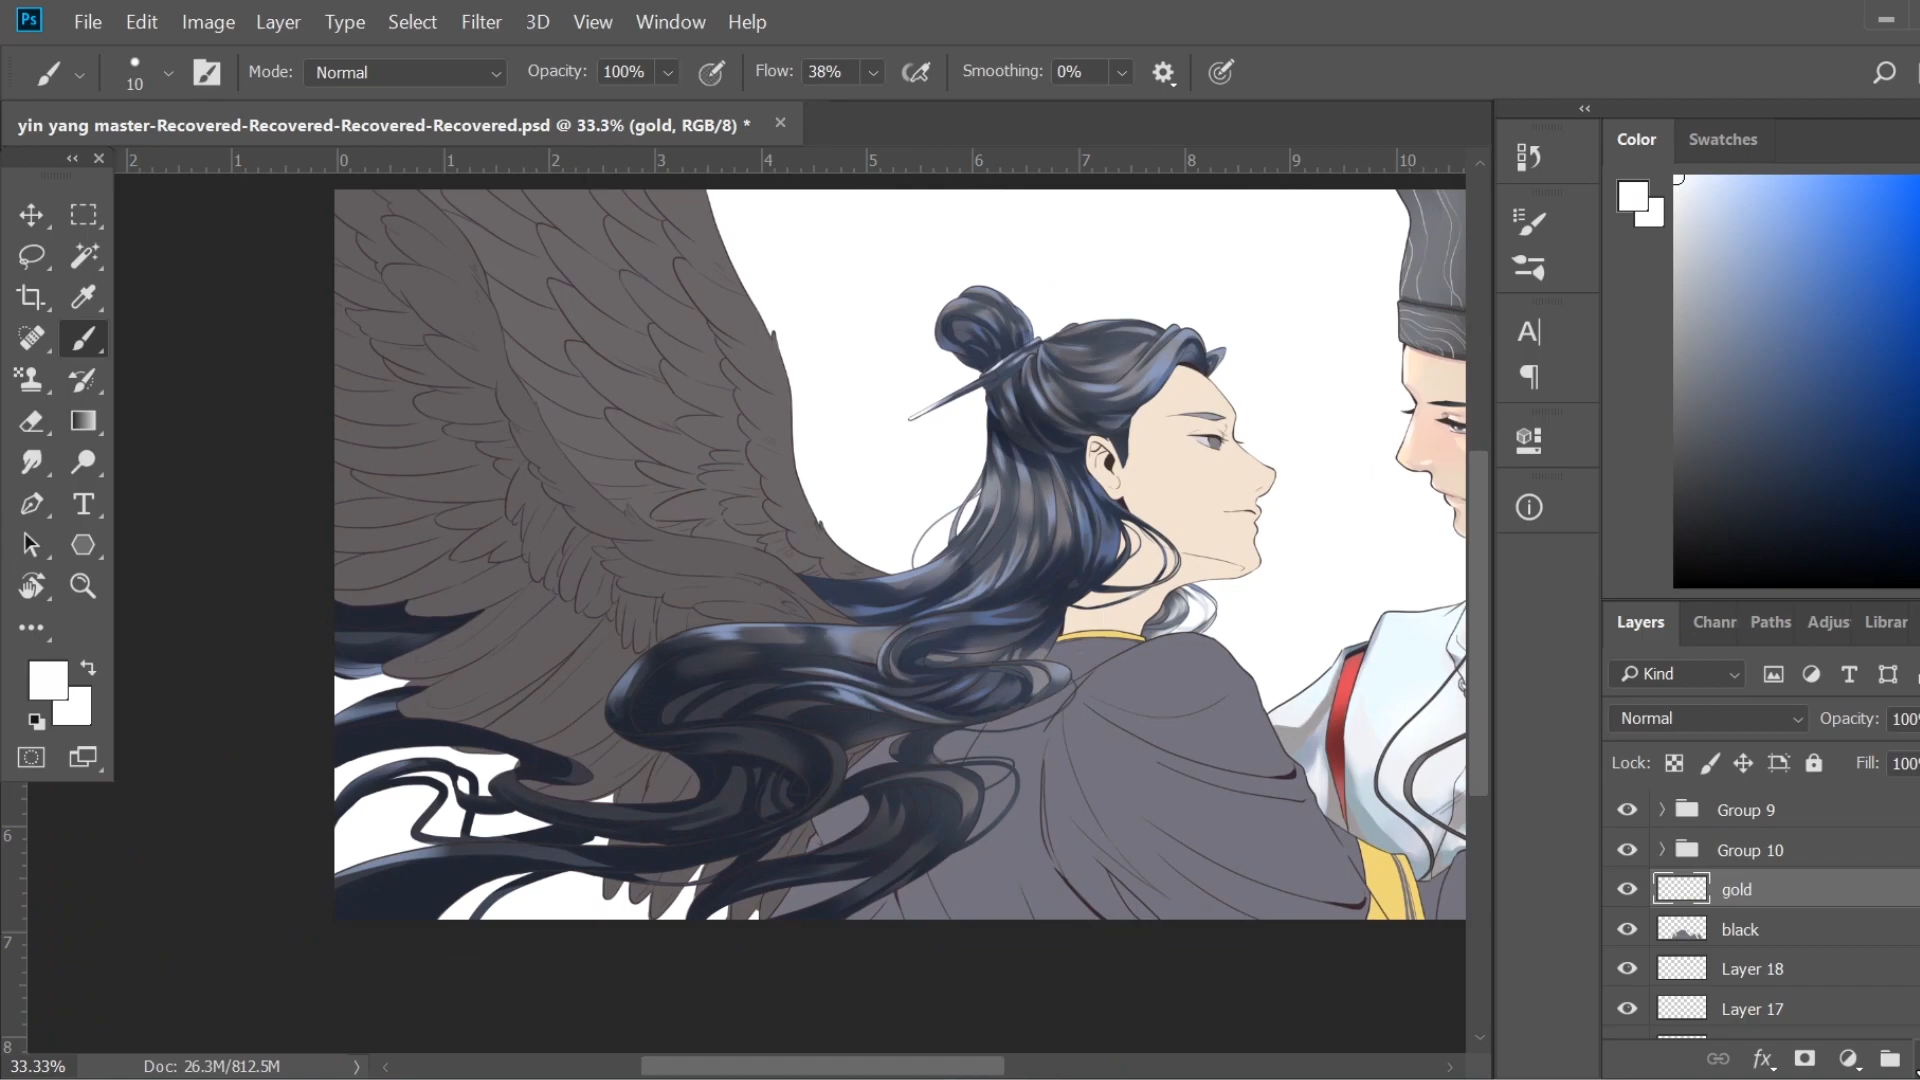 Ps File Edit Image Layer Type Select Filter 3D View Window Help
10 Mode: Normal Opacity: 100% Flow: 38% Smoothing: 0%
yin yang master-Recovered-Recovered-Recovered-Recovered.psd @ 33.3% (gold, RGB/8) *
2 1 0 1 2 3 4 5 6 7 8 9 10
Color Swatches
6
7
8
Layers Chanr Paths Adjus Librar
Kind
Normal Opacity: 100%
Lock: Fill: 100
Group 9
Group 10
gold
black
Layer 18
Layer 17
fx
33.33% Doc: 26.3M/812.5M